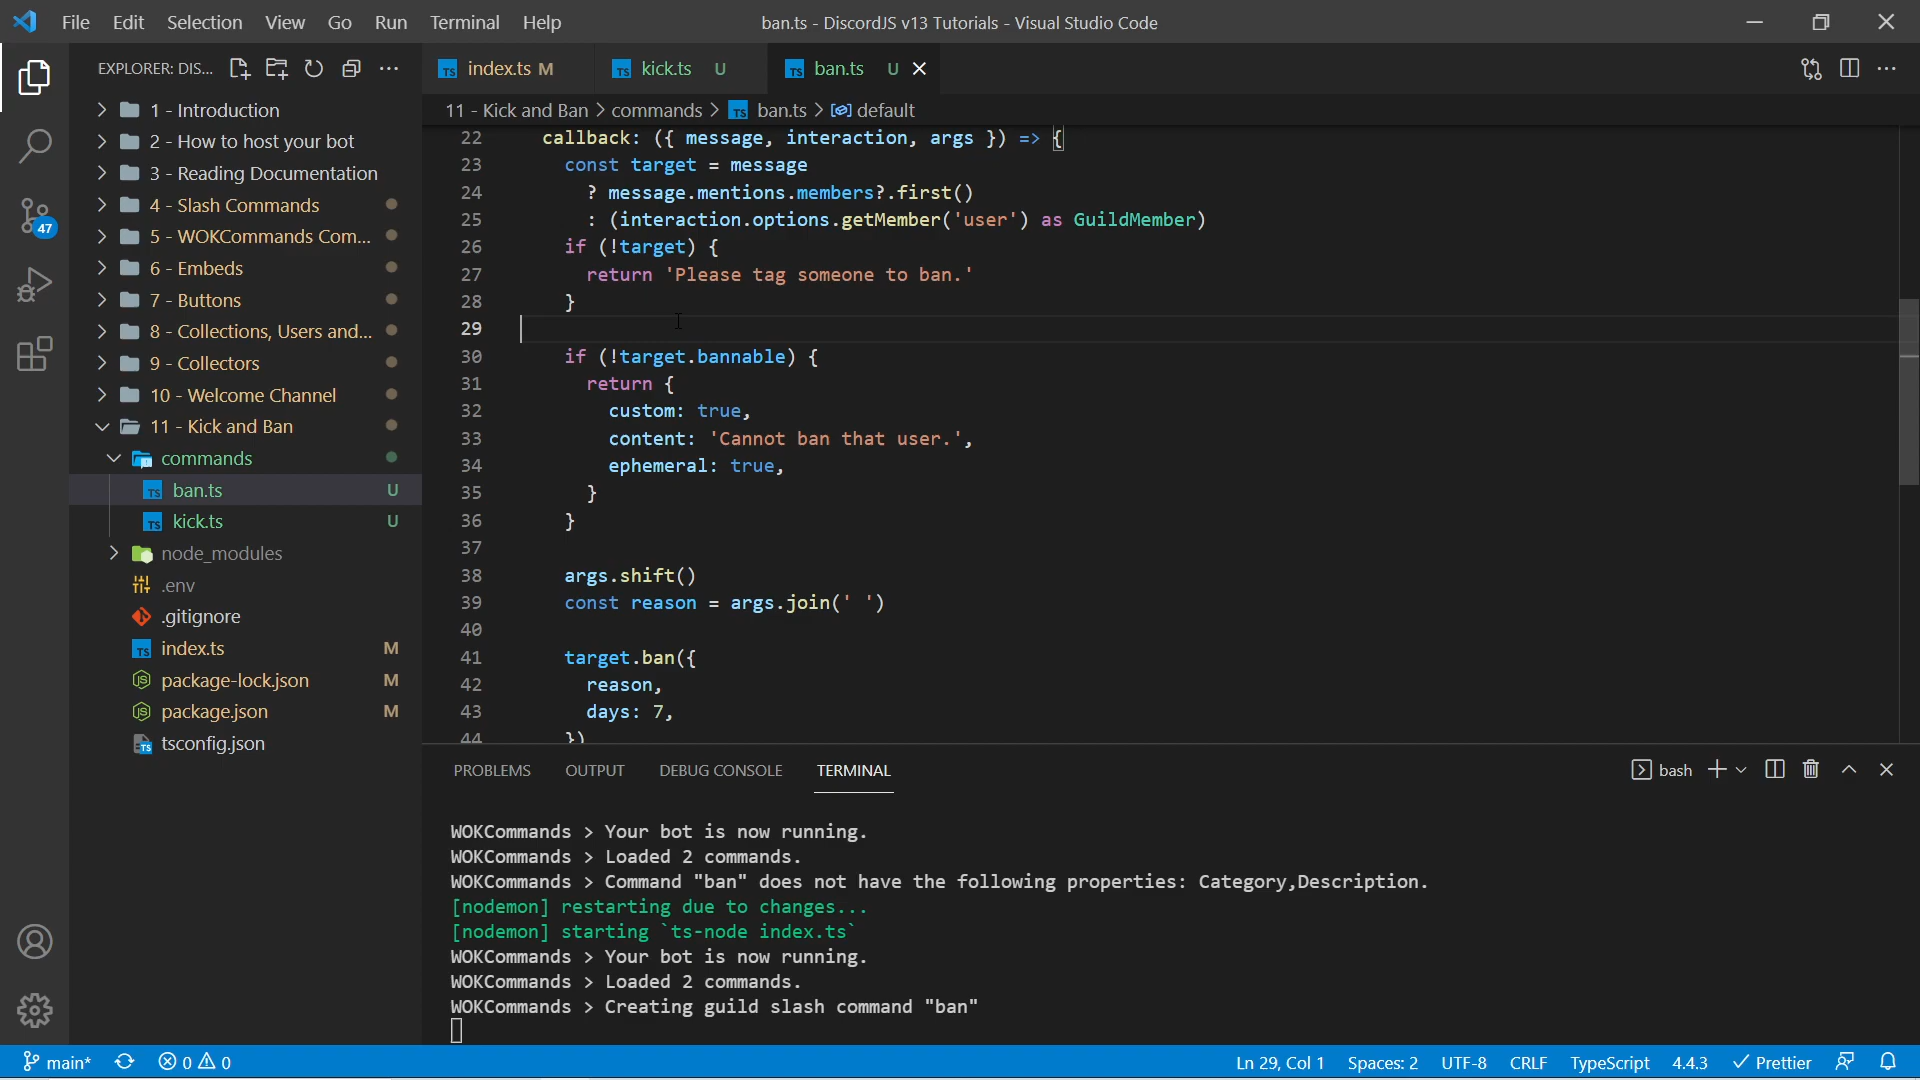 File Edit Selection View Go Run Terminal Help
ban.ts - DiscordJS v13 Tutorials - Visual Studio Code
EXPLORER: DIS...
1 - Introduction
2 - How to host your bot
3 - Reading Documentation
4 - Slash Commands
5 - WOKCommands Com...
6 - Embeds
7 - Buttons
8 - Collections, Users and...
9 - Collectors
10 - Welcome Channel
11 - Kick and Ban
commands
ban.ts U
kick.ts U
node_modules
.env
.gitignore
index.ts M
package-lock.json M
package.json M
tsconfig.json
47
index.ts M
kick.ts U
ban.ts U
11 - Kick and Ban > commands > ban.ts > default
22 callback: ({ message, interaction, args }) => {
23 const target = message
24 ? message.mentions.members?.first()
25 : (interaction.options.getMember('user') as GuildMember)
26 if (!target) {
27 return 'Please tag someone to ban.'
28 }
29
30 if (!target.bannable) {
31 return {
32 custom: true,
33 content: 'Cannot ban that user.',
34 ephemeral: true,
35 }
36 }
37
38 args.shift()
39 const reason = args.join(' ')
40
41 target.ban({
42 reason,
43 days: 7,
44 })
PROBLEMS OUTPUT DEBUG CONSOLE TERMINAL
bash
WOKCommands > Your bot is now running.
WOKCommands > Loaded 2 commands.
WOKCommands > Command "ban" does not have the following properties: Category,Description.
[nodemon] restarting due to changes...
[nodemon] starting `ts-node index.ts`
WOKCommands > Your bot is now running.
WOKCommands > Loaded 2 commands.
WOKCommands > Creating guild slash command "ban"
main* 0 0
Ln 29, Col 1 Spaces: 2 UTF-8 CRLF TypeScript 4.4.3 Prettier